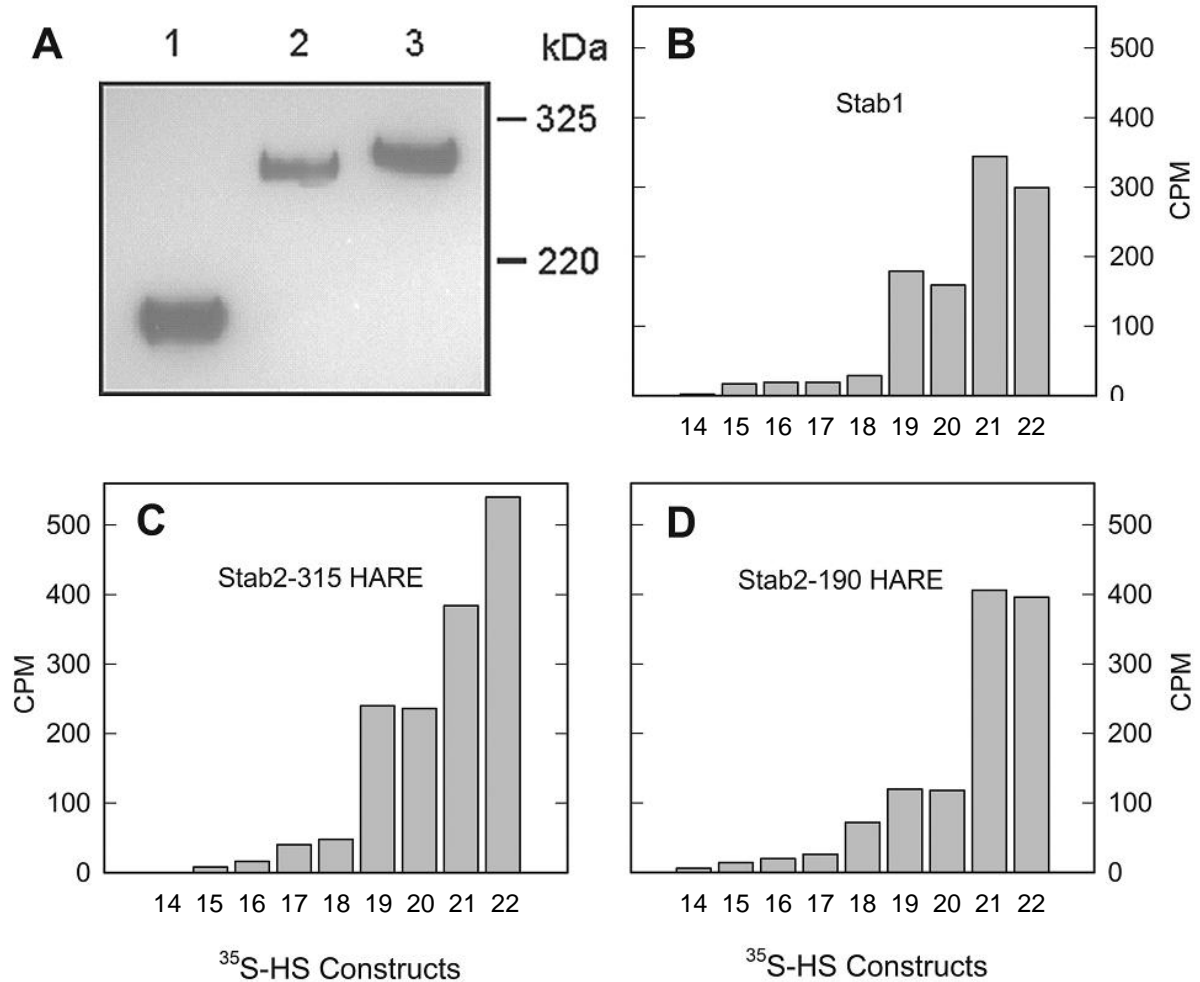 A
1 2 3 kDa
325
220
B
Stab1
500
400
300
200
100
0
CPM
14 15 16 17 18 19 20 21 22
C
Stab2-315 HARE
500
400
300
200
100
0
CPM
14 15 16 17 18 19 20 21 22
³⁵S-HS Constructs
D
Stab2-190 HARE
500
400
300
200
100
0
CPM
14 15 16 17 18 19 20 21 22
³⁵S-HS Constructs